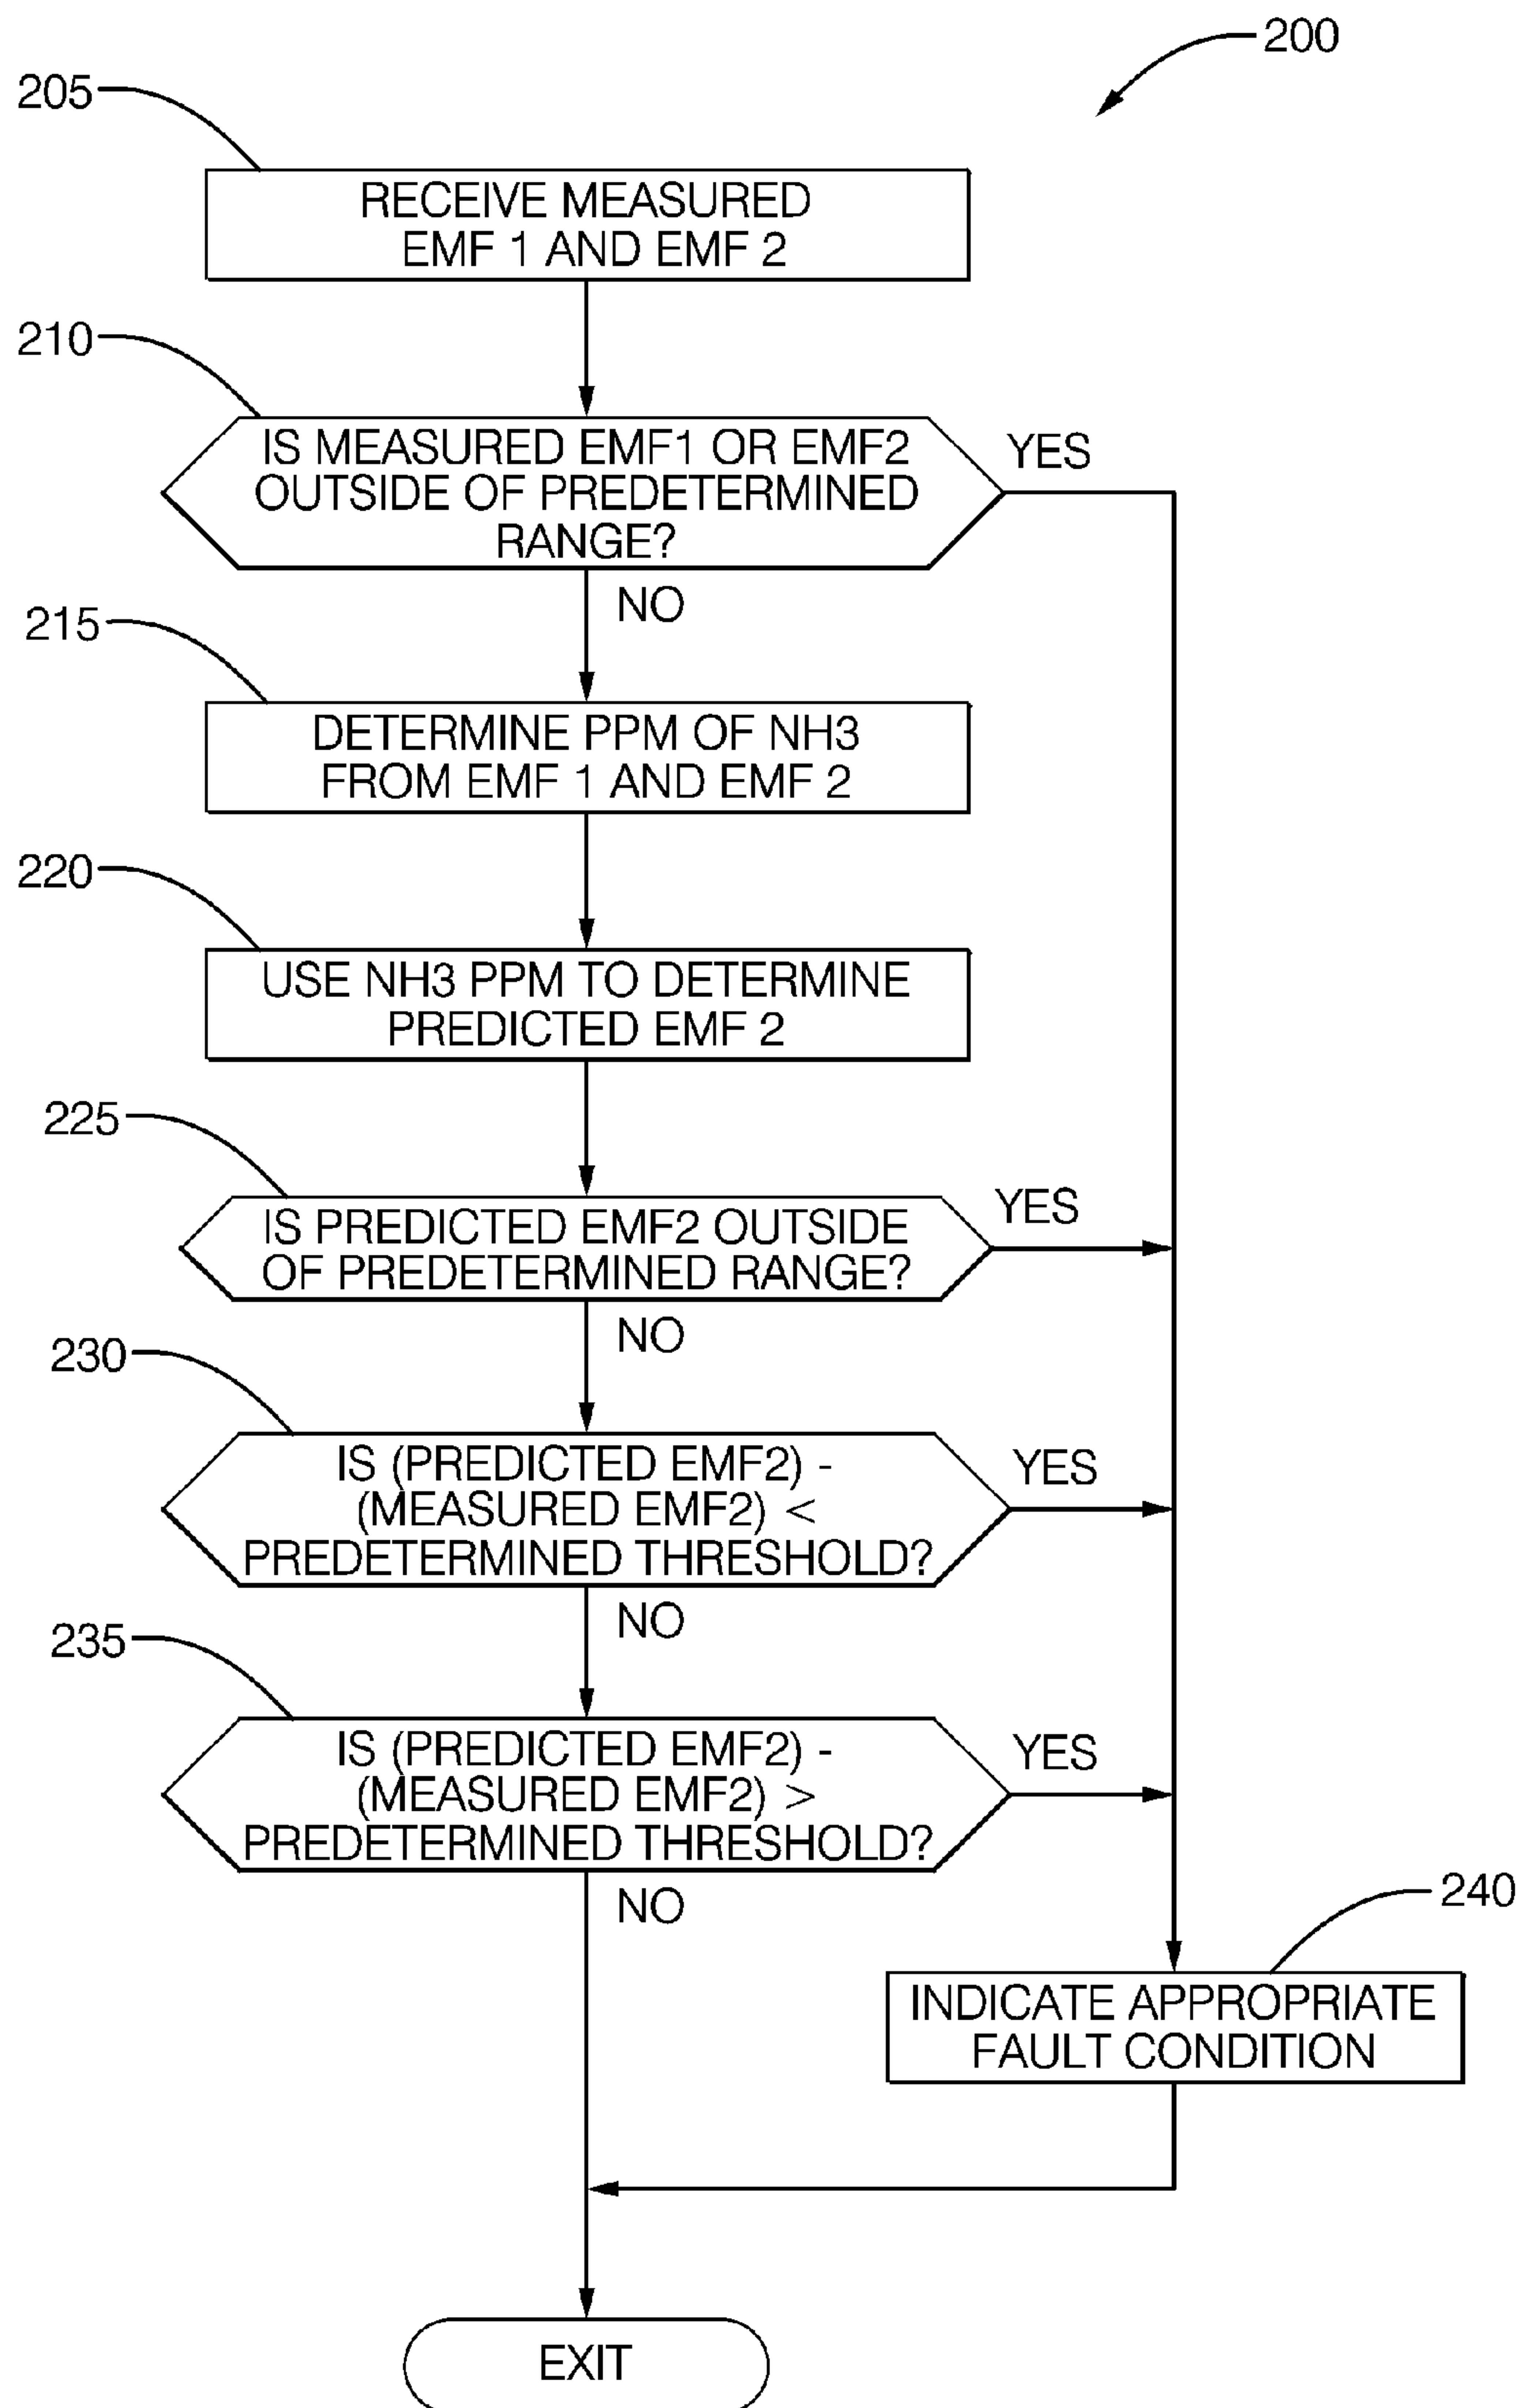 200
205
RECEIVE MEASURED
EMF 1 AND EMF 2
210
IS MEASURED EMF1 OR EMF2
OUTSIDE OF PREDETERMINED
RANGE?
YES
NO
215
DETERMINE PPM OF NH3
FROM EMF 1 AND EMF 2
220
USE NH3 PPM TO DETERMINE
PREDICTED EMF 2
225
IS PREDICTED EMF2 OUTSIDE
OF PREDETERMINED RANGE?
YES
NO
230
IS (PREDICTED EMF2) -
(MEASURED EMF2) <
PREDETERMINED THRESHOLD?
YES
NO
235
IS (PREDICTED EMF2) -
(MEASURED EMF2) >
PREDETERMINED THRESHOLD?
YES
NO
240
INDICATE APPROPRIATE
FAULT CONDITION
EXIT